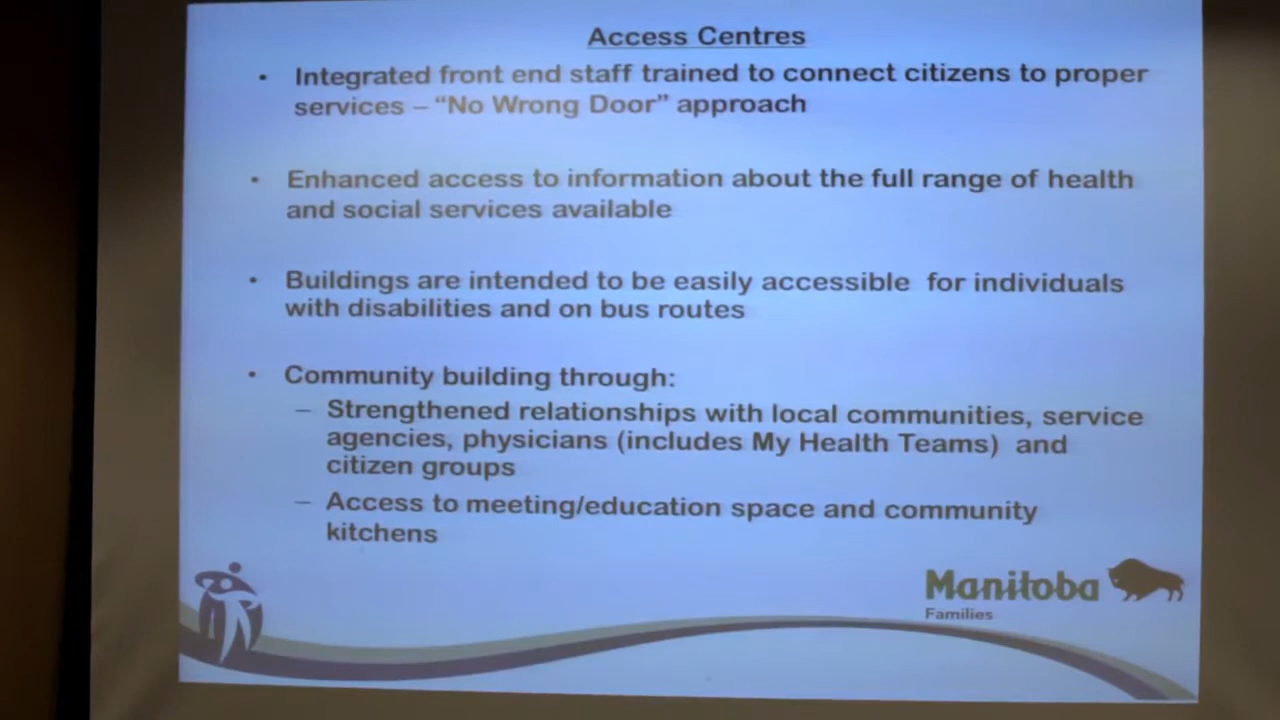 Access Centres
• Integrated front end staff trained to connect citizens to proper
services – “No Wrong Door” approach
• Enhanced access to information about the full range of health
and social services available
• Buildings are intended to be easily accessible for individuals
with disabilities and on bus routes
• Community building through:
– Strengthened relationships with local communities, service
agencies, physicians (includes My Health Teams) and
citizen groups
– Access to meeting/education space and community
kitchens
Manitoba
Families